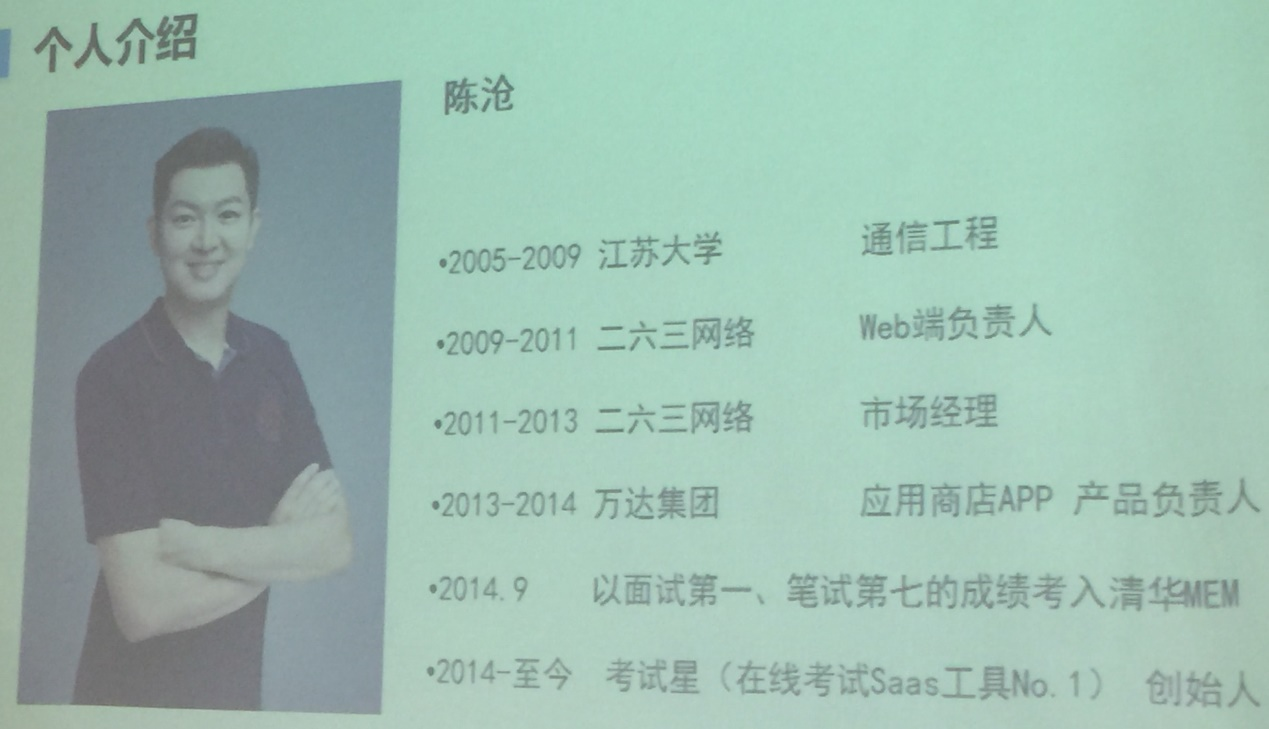 个人介绍
陈沧
•2005-2009 江苏大学 通信工程
•2009-2011 二六三网络 Web端负责人
•2011-2013 二六三网络 市场经理
•2013-2014 万达集团 应用商店APP 产品负责人
•2014.9 以面试第一、笔试第七的成绩考入清华MEM
•2014-至今 考试星（在线考试Saas工具No.1） 创始人